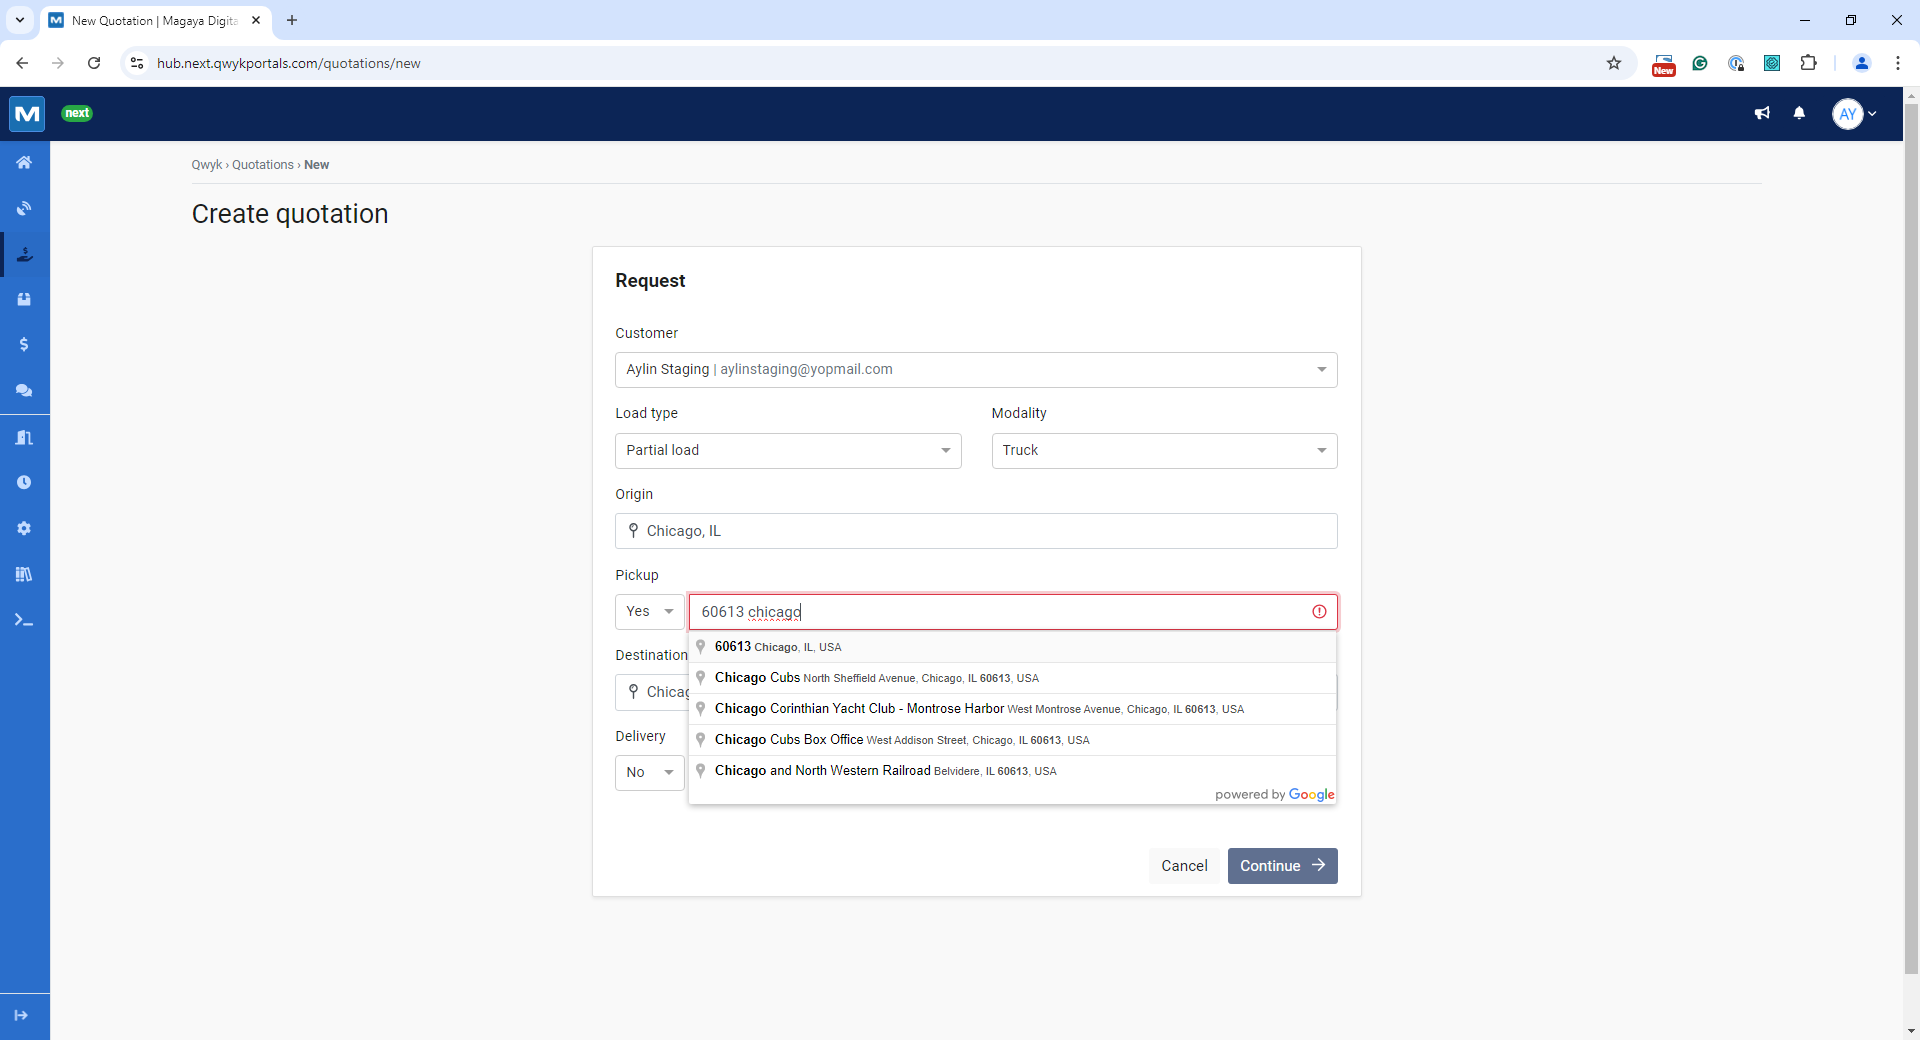 New Quotation | Magaya Digita
hub.next.qwykportals.com/quotations/new
New
M
next
AY
Qwyk › Quotations › New
Create quotation
Request
Customer
Aylin Staging | aylinstaging@yopmail.com
Load type
Modality
Partial load
Truck
Origin
Chicago, IL
Pickup
Yes
60613 chicago
60613 Chicago, IL, USA
Destination
Chicago Cubs North Sheffield Avenue, Chicago, IL 60613, USA
Chicag
Chicago Corinthian Yacht Club - Montrose Harbor West Montrose Avenue, Chicago, IL 60613, USA
Delivery
Chicago Cubs Box Office West Addison Street, Chicago, IL 60613, USA
No
Chicago and North Western Railroad Belvidere, IL 60613, USA
powered by Google
Cancel
Continue